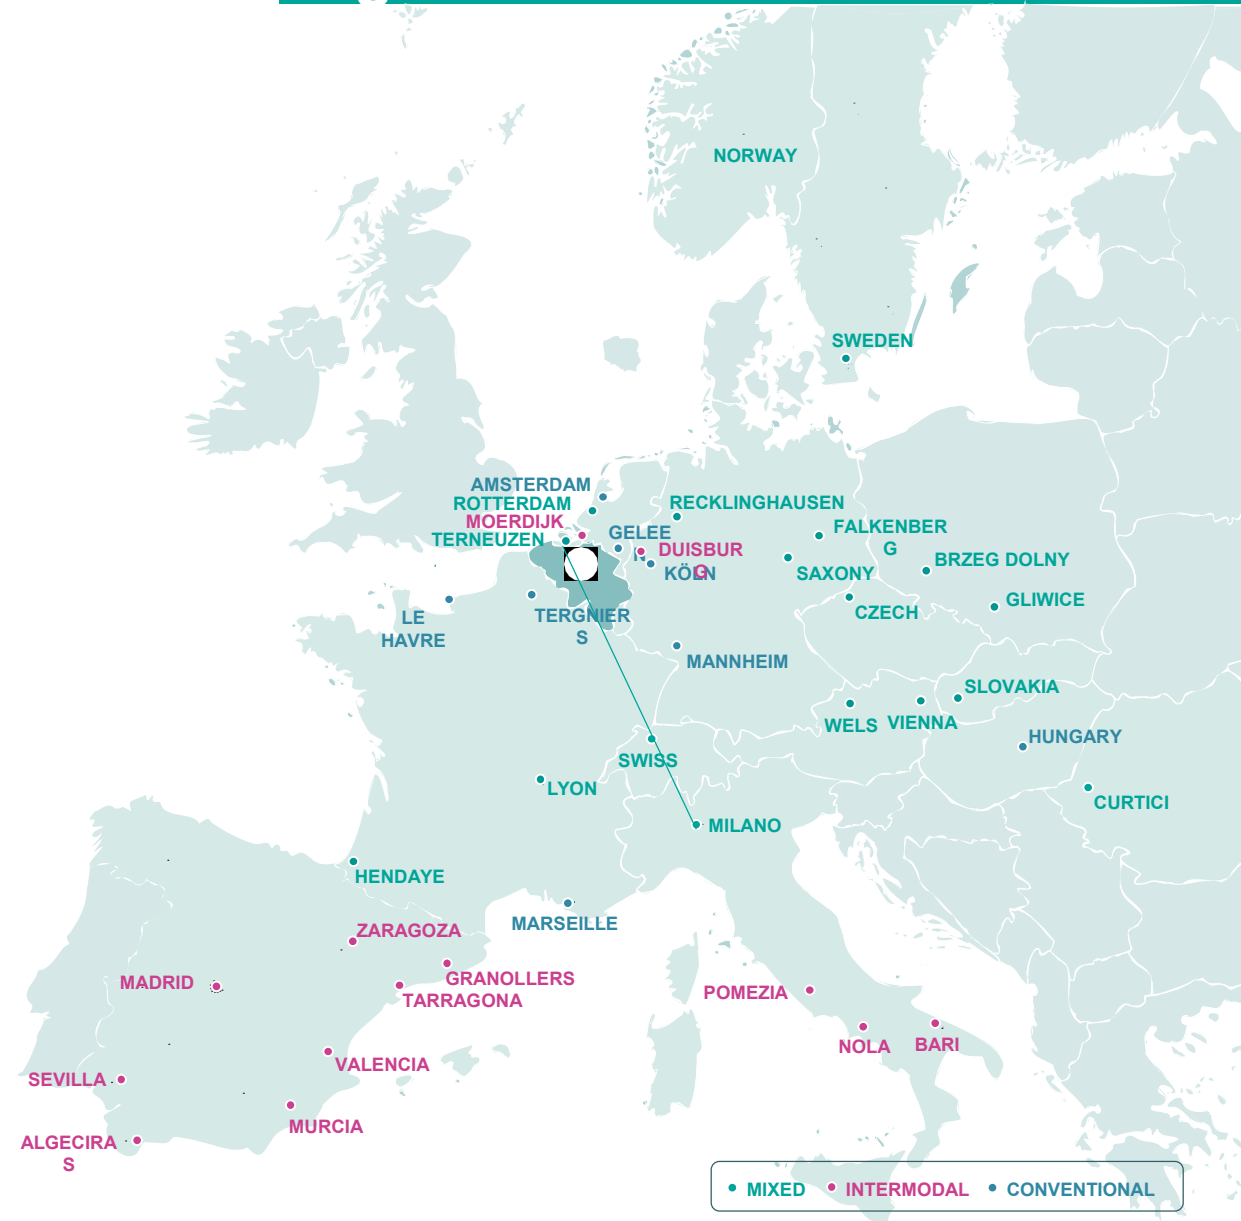 NORWAY
SWEDEN
AMSTERDAM
ROTTERDAM
MOERDIJK
TERNEUZEN
RECKLINGHAUSEN
GELEE
N
DUISBUR
G
KÖLN
FALKENBER
G
SAXONY
BRZEG DOLNY
CZECH
GLIWICE
LE
HAVRE
TERGNIER
S
MANNHEIM
SLOVAKIA
WELS
VIENNA
HUNGARY
SWISS
LYON
CURTICI
MILANO
HENDAYE
MARSEILLE
ZARAGOZA
MADRID
GRANOLLERS
TARRAGONA
POMEZIA
NOLA
BARI
VALENCIA
SEVILLA
MURCIA
ALGECIRA
S
MIXED
INTERMODAL
CONVENTIONAL